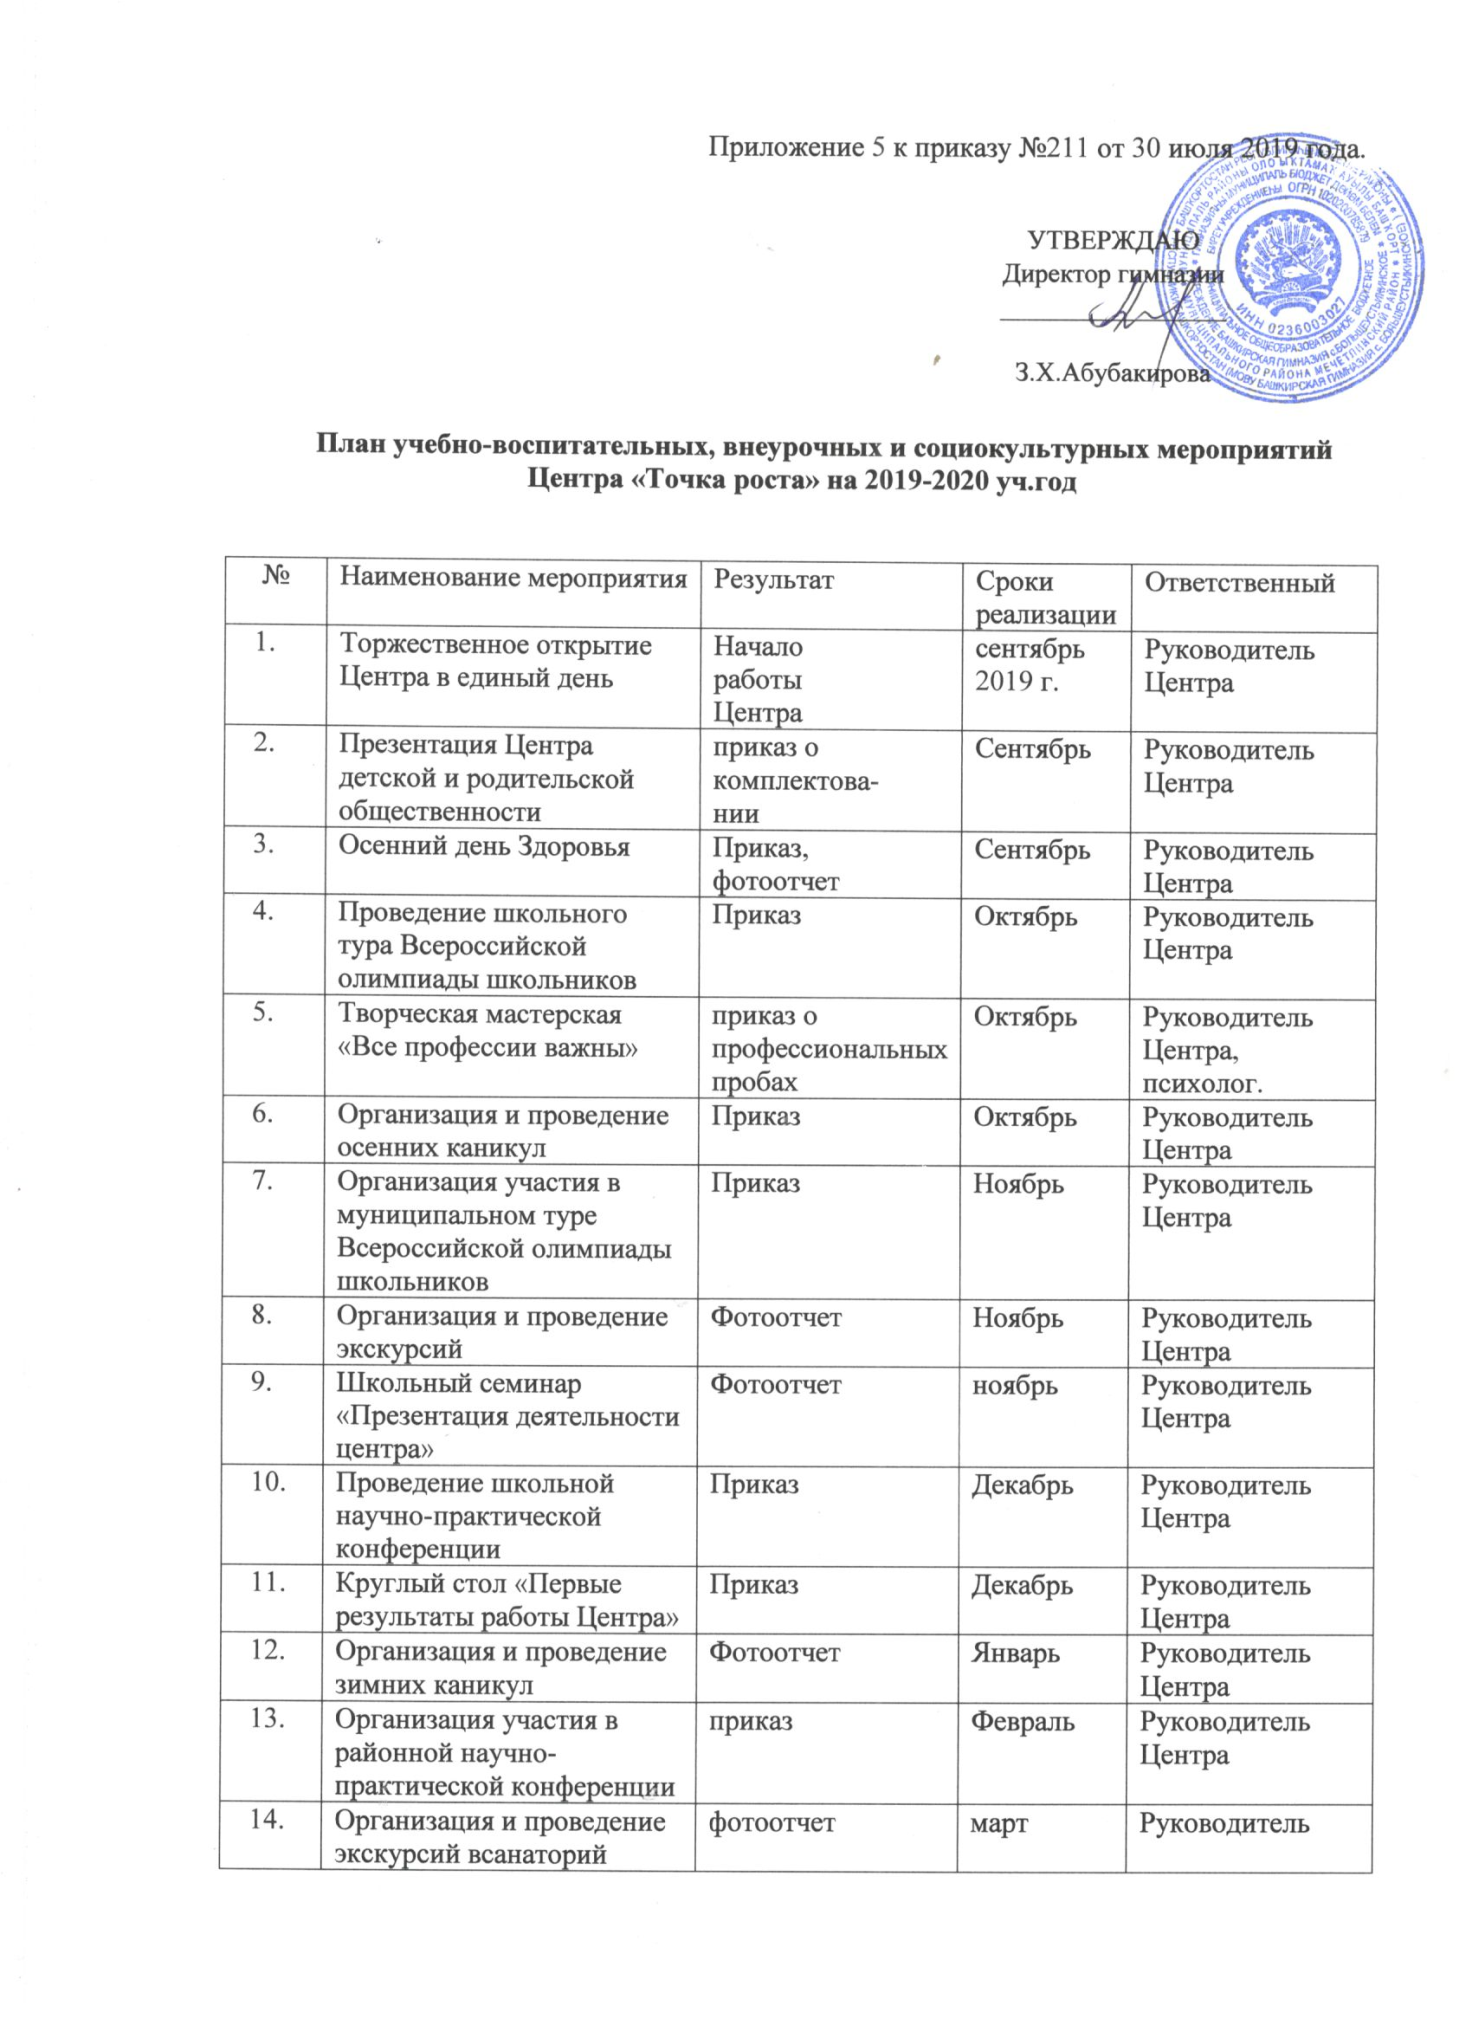 Приложение 5 к приказу №211 от 30 июля 2019 года.
УТВЕРЖДАЮ
Директор гимназии
З.Х.Абубакирова
ИНН 0236003027
План учебно-воспитательных, внеурочных и социокультурных мероприятий
Центра «Точка роста» на 2019-2020 уч.год
№ Наименование мероприятия Результат Сроки Ответственный
реализации
1. Торжественное открытие Начало сентябрь Руководитель
Центра в единый день работы 2019 г. Центра
Центра
2. Презентация Центра приказ о Сентябрь Руководитель
детской и родительской комплектова- Центра
общественности нии
3. Осенний день Здоровья Приказ, Сентябрь Руководитель
фотоотчет Центра
4. Проведение школьного Приказ Октябрь Руководитель
тура Всероссийской Центра
олимпиады школьников
5. Творческая мастерская приказ о Октябрь Руководитель
«Все профессии важны» профессиональных Центра,
пробах психолог.
6. Организация и проведение Приказ Октябрь Руководитель
осенних каникул Центра
7. Организация участия в Приказ Ноябрь Руководитель
муниципальном туре Центра
Всероссийской олимпиады
школьников
8. Организация и проведение Фотоотчет Ноябрь Руководитель
экскурсий Центра
9. Школьный семинар Фотоотчет ноябрь Руководитель
«Презентация деятельности Центра
центра»
10. Проведение школьной Приказ Декабрь Руководитель
научно-практической Центра
конференции
11. Круглый стол «Первые Приказ Декабрь Руководитель
результаты работы Центра» Центра
12. Организация и проведение Фотоотчет Январь Руководитель
зимних каникул Центра
13. Организация участия в приказ Февраль Руководитель
районной научно- Центра
практической конференции
14. Организация и проведение фотоотчет март Руководитель
экскурсий всанаторий